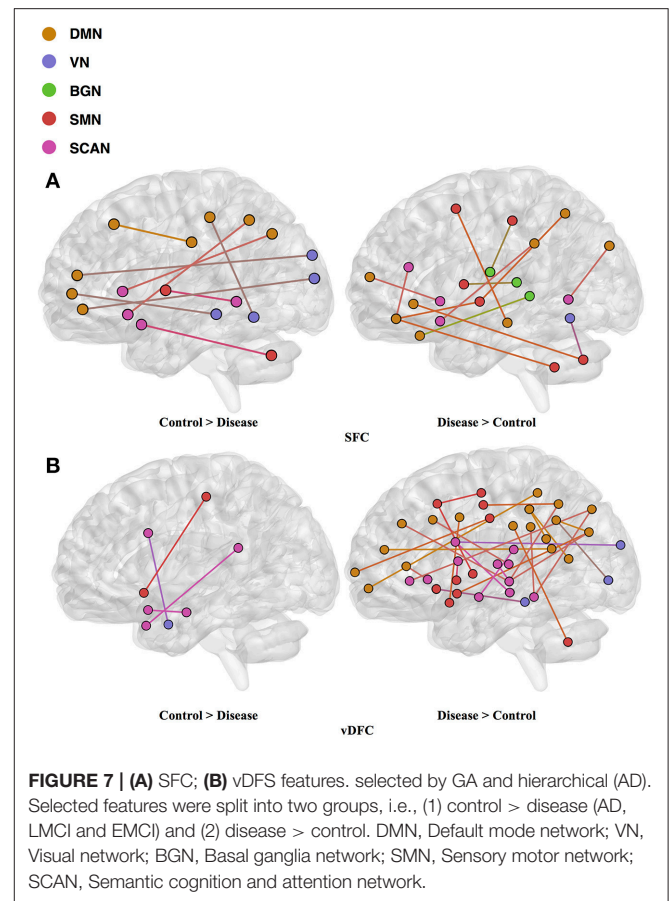 DMN
VN
BGN
SMN
SCAN
A
Control > Disease
Disease > Control
SFC
B
Control > Disease
Disease > Control
vDFC
FIGURE 7 | (A) SFC; (B) vDFS features. selected by GA and hierarchical (AD).
Selected features were split into two groups, i.e., (1) control > disease (AD,
LMCI and EMCI) and (2) disease > control. DMN, Default mode network; VN,
Visual network; BGN, Basal ganglia network; SMN, Sensory motor network;
SCAN, Semantic cognition and attention network.